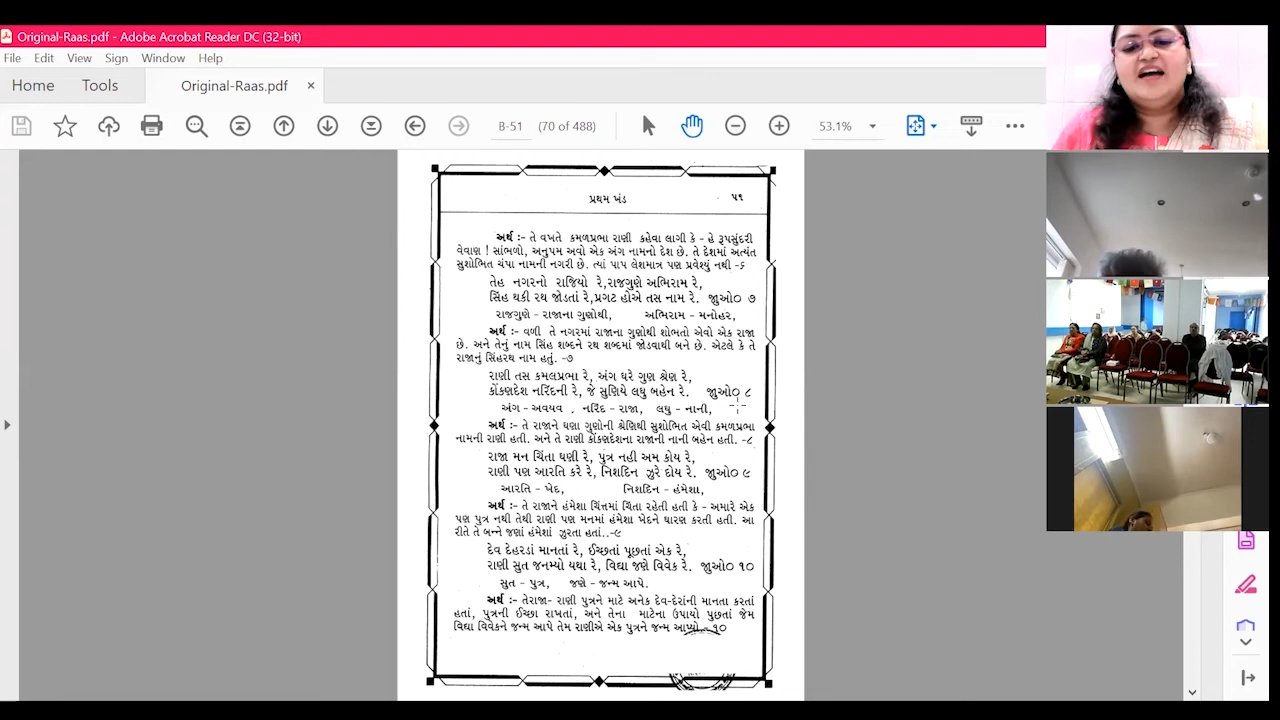 Original-Raas.pdf - Adobe Acrobat Reader DC (32-bit)
File Edit View Sign Window Help
Home Tools Original-Raas.pdf ×
B-51 (70 of 488) 53.1%
પ્રથમ ખંડ ૫૧
અર્થ :- તે વખતે કમળપ્રભા રાણી કહેવા લાગી કે - હે રૂપસુંદરી
વેવાણ ! સાંભળો, અનુપમ અવો એક અંગ નામનો દેશ છે. તે દેશમાં અત્યંત
સુશોભિત ચંપા નામની નગરી છે. ત્યાં પાપ લેશમાત્ર પણ પ્રવેશ્યું નથી -૬
તેહ નગરનો રાજિયો રે,રાજગુણે અભિરામ રે,
સિંહ થકી રથ જોડતાં રે,પ્રગટ હોએ તસ નામ રે. જુઓ૦ ૭
રાજગુણે - રાજાના ગુણોથી, અભિરામ - મનોહર,
અર્થ :- વળી તે નગરમાં રાજાના ગુણોથી શોભતો એવો એક રાજા
છે. અને તેનું નામ સિંહ શબ્દને રથ શબ્દમાં જોડવાથી બને છે. એટલે કે તે
રાજાનું સિંહરથ નામ હતું. -૭
રાણી તસ કમલપ્રભા રે, અંગ ધરે ગુણ શ્રેણ રે,
કોંકણદેશ નરિંદની રે, જે સુણિયે લઘુ બહેન રે. જુઓ૦ ૮
અંગ - અવયવ . નરિંદ - રાજા, લઘુ - નાની,
અર્થ :- તે રાજાને ઘણા ગુણોની શ્રેણિથી સુશોભિત એવી કમળપ્રભા
નામની રાણી હતી. અને તે રાણી કોંકણદેશના રાજાની નાની બહેન હતી. -૮
રાજા મન ચિંતા ઘણી રે, પુંત્ર નહી અમ કોય રે,
રાણી પણ આરતિ કરે રે, નિશદિન ઝુરે દોય રે. જુઓ૦ ૯
આરતિ - ખેદ, નિશદિન - હંમેશા,
અર્થ :- તે રાજાને હંમેશા ચિત્તમાં ચિંતા રહેતી હતી કે - અમારે એક
પણ પુત્ર નથી તેથી રાણી પણ મનમાં હંમેશા ખેદને ધારણ કરતી હતી. આ
રીતે તે બન્ને જણાં હંમેશાં ઝુરતા હતાં..-૯
દેવ દેહરડાં માનતાં રે, ઈચ્છતાં પૂછતાં એક રે,
રાણી સુત જનમ્યો યથા રે, વિદ્યા જણે વિવેક રે. જુઓ૦ ૧૦
સુત - પુત્ર, જણે - જન્મ આપે.
અર્થ :- તેરાજા- રાણી પુત્રને માટે અનેક દેવ-દેરાંની માનતા કરતાં
હતાં, પુત્રની ઈચ્છા રાખતાં, અને તેના માટેના ઉપાયો પુછતાં જેમ
વિદ્યા વિવેકને જન્મ આપે તેમ રાણીએ એક પુત્રને જન્મ આપ્યો.- ૧૦